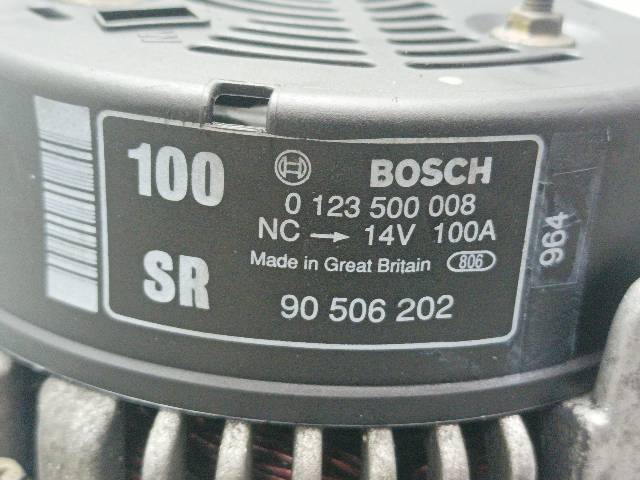 100
BOSCH
0 123 500 008
NC → 14V 100A
Made in Great Britain 806
SR
90 506 202
964